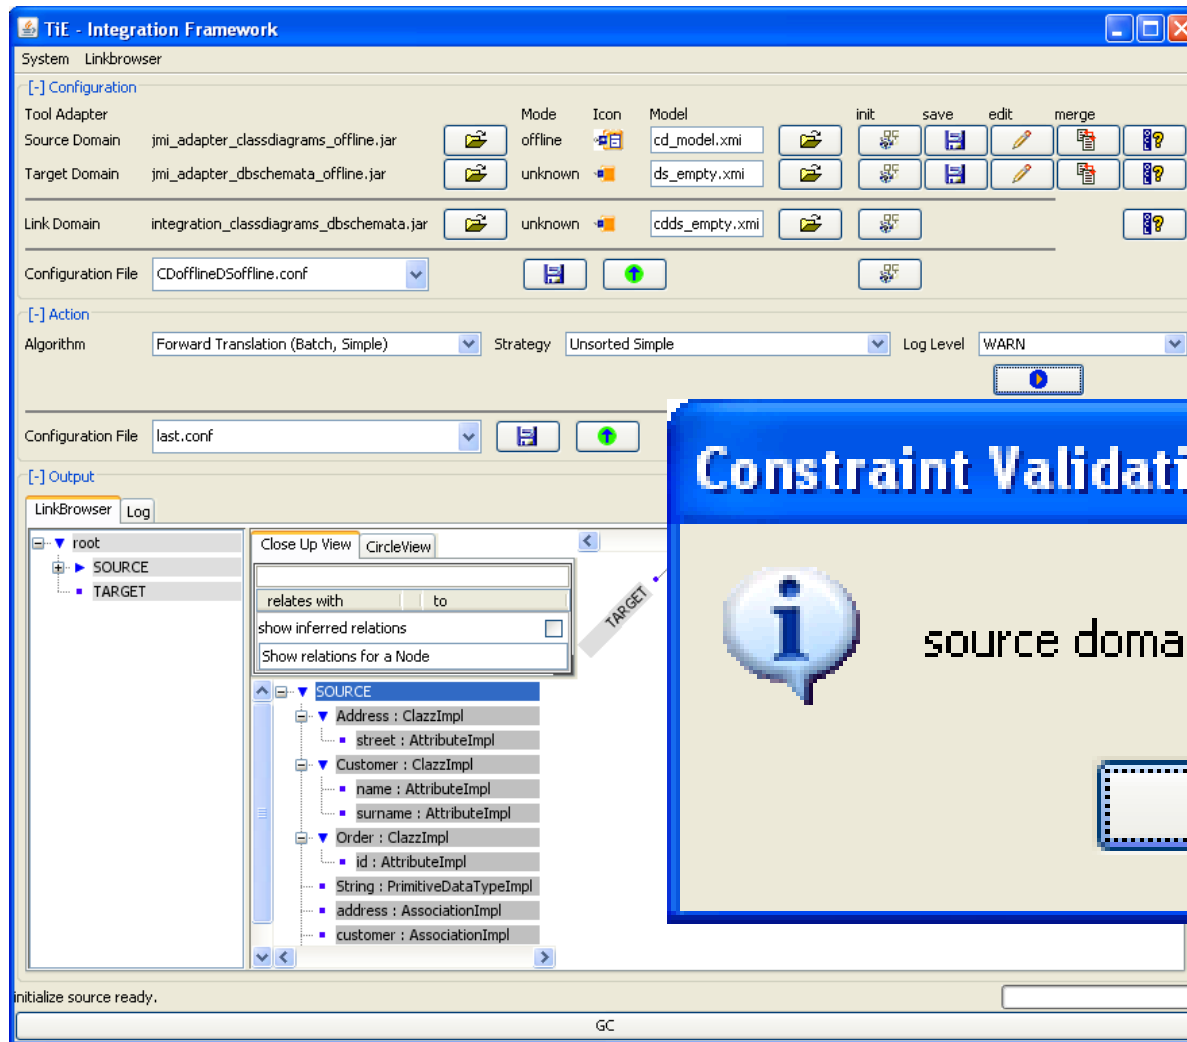 TiE - Integration Framework
System Linkbrowser
[-] Configuration
Tool Adapter Mode Icon Model init save edit merge
Source Domain jmi_adapter_classdiagrams_offline.jar offline cd_model.xmi
Target Domain jmi_adapter_dbschemata_offline.jar unknown ds_empty.xmi
Link Domain integration_classdiagrams_dbschemata.jar unknown cdds_empty.xmi
Configuration File CDofflineDSoffline.conf
[-] Action
Algorithm Forward Translation (Batch, Simple) Strategy Unsorted Simple Log Level WARN
Configuration File last.conf
Constraint Validati
[-] Output
LinkBrowser Log
root
SOURCE
TARGET
Close Up View CircleView
relates with to
show inferred relations
Show relations for a Node
TARGET
source doma
SOURCE
Address : ClazzImpl
street : AttributeImpl
Customer : ClazzImpl
name : AttributeImpl
surname : AttributeImpl
Order : ClazzImpl
id : AttributeImpl
String : PrimitiveDataTypeImpl
address : AssociationImpl
customer : AssociationImpl
initialize source ready.
GC